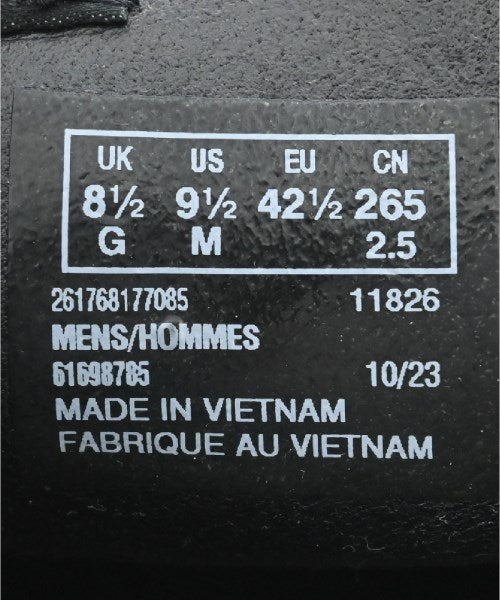 UK US EU CN
8½ 9½ 42½ 265
G M 2.5
261768177085 11826
MENS/HOMMES
61698785 10/23
MADE IN VIETNAM
FABRIQUE AU VIETNAM